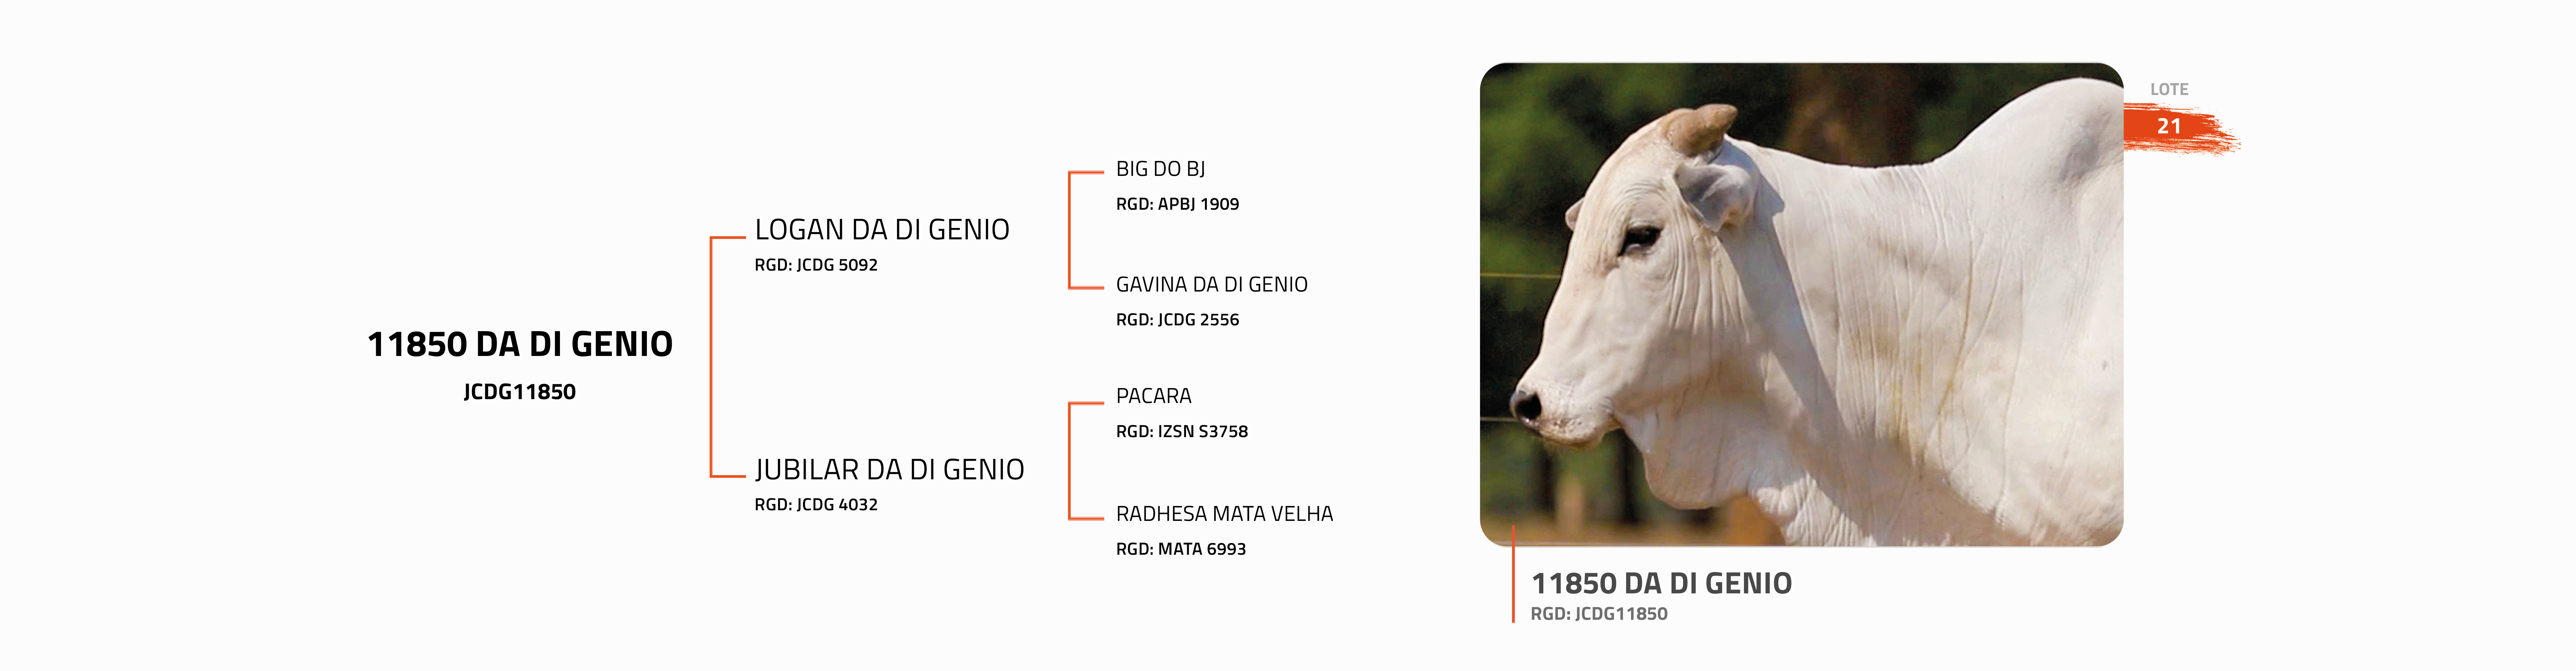 11850 DA DI GENIO
JCDG11850
LOGAN DA DI GENIO
RGD: JCDG 5092
JUBILAR DA DI GENIO
RGD: JCDG 4032
BIG DO BJ
RGD: APBJ 1909
GAVINA DA DI GENIO
RGD: JCDG 2556
PACARA
RGD: IZSN S3758
RADHESA MATA VELHA
RGD: MATA 6993
LOTE
21
11850 DA DI GENIO
RGD: JCDG11850